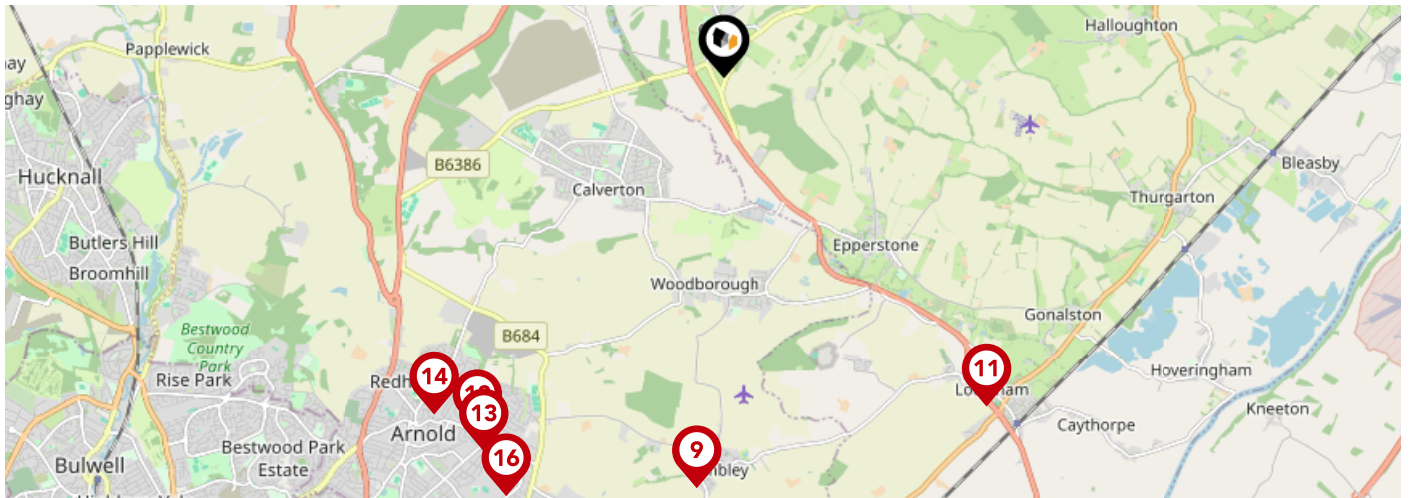 Halloughton
Papplewick
Hucknall
B6386
Calverton
Bleasby
Thurgarton
Butlers Hill
Broomhill
Epperstone
Woodborough
Gonalston
B684
Bestwood
Country
Park
Rise Park
14
11
Hoveringham
13
Kneeton
Arnold
Caythorpe
Bestwood Park
Estate
9
16
Bulwell